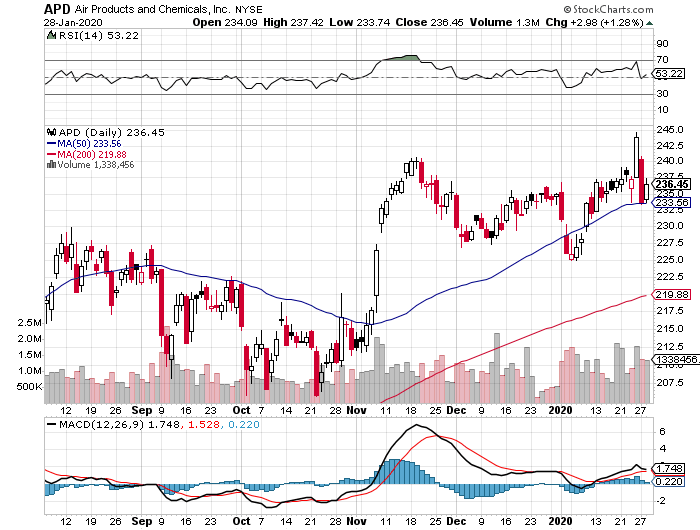 APD Air Products and Chemicals, Inc. NYSE © StockCharts.com
28-Jan-2020 Open 234.09 High 237.42 Low 233.74 Close 236.45 Volume 1.3M Chg +2.98 (+1.28%)
RSI(14) 53.22
90
70
53.22
50
30
10
APD (Daily) 236.45
MA(50) 233.56
MA(200) 219.88
Volume 1,338,456
245.0
242.5
240.0
237.5
236.45
235.0
233.56
230.0
227.5
225.0
222.5
219.88
217.5
215.0
212.5
1338456
210.0
207.5
2.5M
2.0M
1.5M
1.0M
500K
12 19 26 Sep 9 16 23 Oct 7 14 21 28 Nov 11 18 25 Dec 9 16 23 2020 13 21 27
MACD(12,26,9) 1.748, 1.528, 0.220
6
4
1.748
0.220
-2
12 19 26 Sep 9 16 23 Oct 7 14 21 28 Nov 11 18 25 Dec 9 16 23 2020 13 21 27